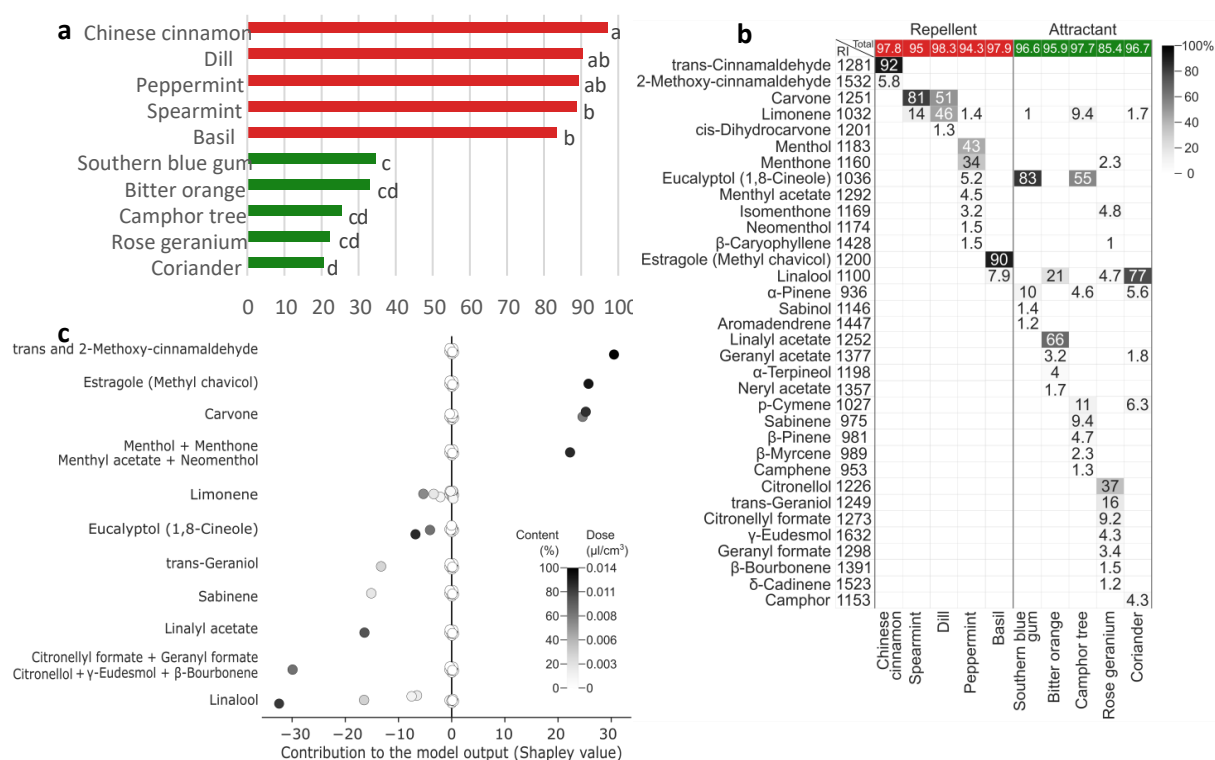 a
Chinese cinnamon
a
Dill
ab
Peppermint
ab
Spearmint
b
Basil
b
Southern blue gum
c
Bitter orange
cd
Camphor tree
cd
Rose geranium
cd
Coriander
d
0 10 20 30 40 50 60 70 80 90 100
b
Repellent Attractant
RI Total 97.8 95 98.3 94.3 97.9 96.6 95.9 97.7 85.4 96.7
trans-Cinnamaldehyde 1281 92
2-Methoxy-cinnamaldehyde 1532 5.8
Carvone 1251 81 51
Limonene 1032 14 46 1.4 1 9.4 1.7
cis-Dihydrocarvone 1201 1.3
Menthol 1183 43
Menthone 1160 34 2.3
Eucalyptol (1,8-Cineole) 1036 5.2 83 55
Menthyl acetate 1292 4.5
Isomenthone 1169 3.2 4.8
Neomenthol 1174 1.5
β-Caryophyllene 1428 1.5 1
Estragole (Methyl chavicol) 1200 90
Linalool 1100 7.9 21 4.7 77
α-Pinene 936 10 4.6 5.6
Sabinol 1146 1.4
Aromadendrene 1447 1.2
Linalyl acetate 1252 66
Geranyl acetate 1377 3.2 1.8
α-Terpineol 1198 4
Neryl acetate 1357 1.7
p-Cymene 1027 11 6.3
Sabinene 975 9.4
β-Pinene 981 4.7
β-Myrcene 989 2.3
Camphene 953 1.3
Citronellol 1226 37
trans-Geraniol 1249 16
Citronellyl formate 1273 9.2
γ-Eudesmol 1632 4.3
Geranyl formate 1298 3.4
β-Bourbonene 1391 1.5
δ-Cadinene 1523 1.2
Camphor 1153 4.3
Chinese
cinnamon
Spearmint
Dill
Peppermint
Basil
Southern blue
gum
Bitter orange
Camphor tree
Rose geranium
Coriander
100%
80
60
40
20
0
c
trans and 2-Methoxy-cinnamaldehyde
Estragole (Methyl chavicol)
Carvone
Menthol + Menthone
Menthyl acetate + Neomenthol
Limonene
Eucalyptol (1,8-Cineole)
trans-Geraniol
Sabinene
Linalyl acetate
Citronellyl formate + Geranyl formate
Citronellol + γ-Eudesmol + β-Bourbonene
Linalool
Content Dose
(%) (µl/cm³)
100 0.014
80 0.011
60 0.008
40 0.006
20 0.003
0 0
−30 −20 −10 0 10 20 30
Contribution to the model output (Shapley value)